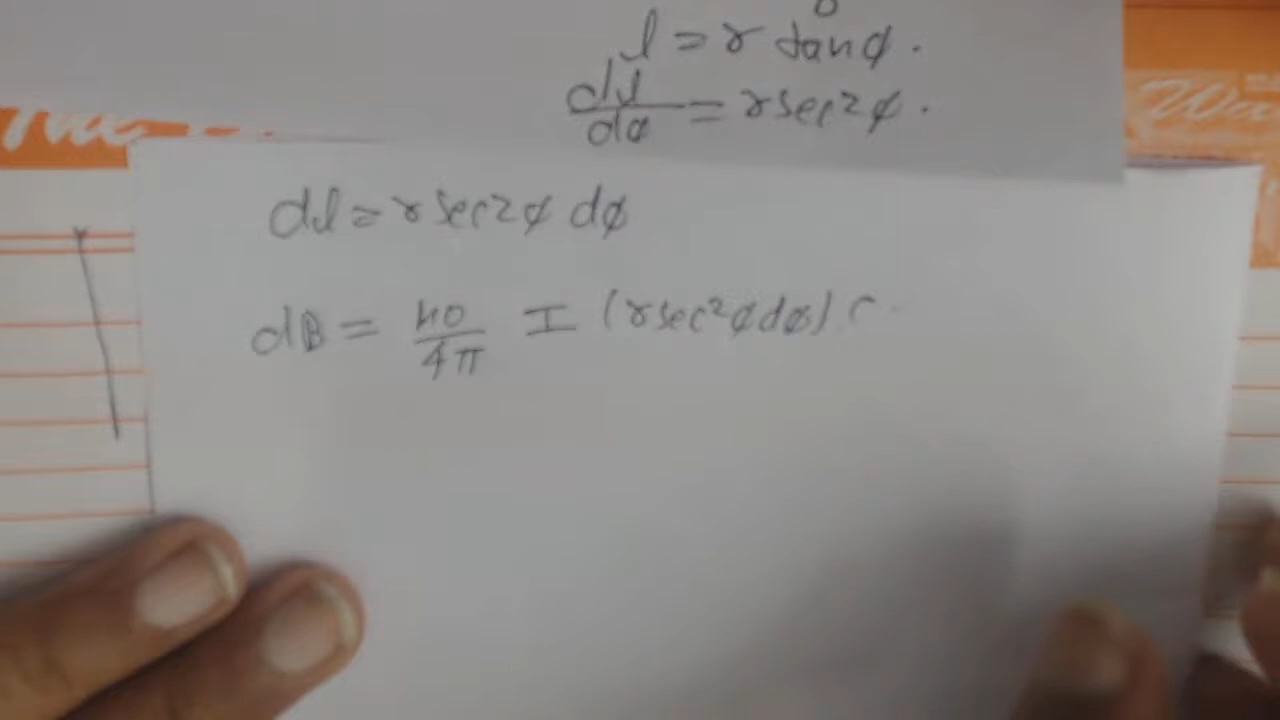 l = r tanφ.
dl/dφ = r sec²φ.
dl = r sec²φ dφ
dB = μ0/4π I (r sec²φ dφ) c